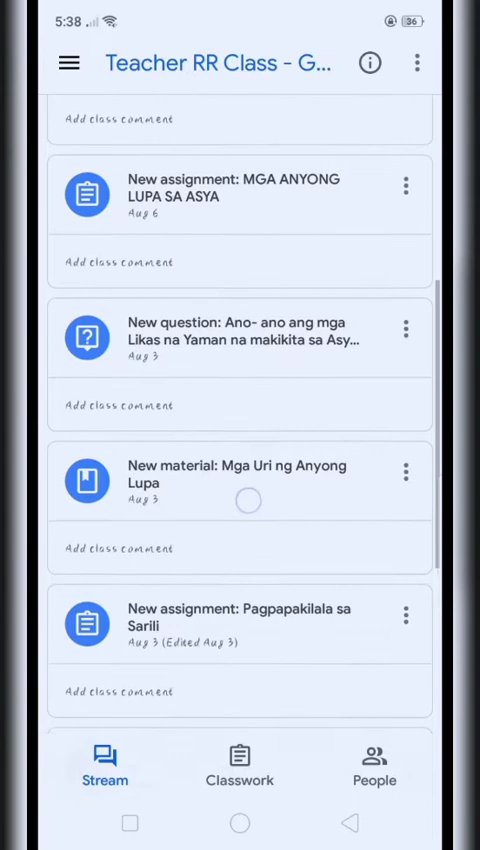 5:38
36
Teacher RR Class - G...
Add class comment
New assignment: MGA ANYONG
LUPA SA ASYA
Aug 6
Add class comment
New question: Ano- ano ang mga
Likas na Yaman na makikita sa Asy...
Aug 3
Add class comment
New material: Mga Uri ng Anyong
Lupa
Aug 3
Add class comment
New assignment: Pagpapakilala sa
Sarili
Aug 3 (Edited Aug 3)
Add class comment
Stream
Classwork
People